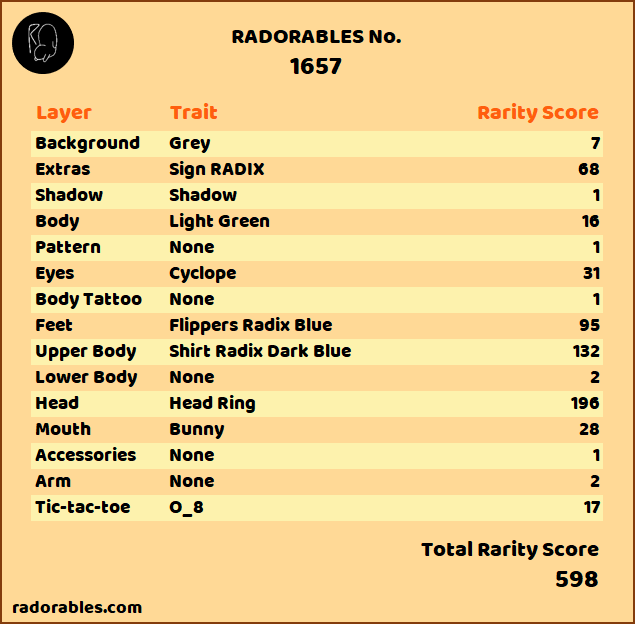 RADORABLES No.
1657
Layer Trait Rarity Score
Background Grey 7
Extras Sign RADIX 68
Shadow Shadow 1
Body Light Green 16
Pattern None 1
Eyes Cyclope 31
Body Tattoo None 1
Feet Flippers Radix Blue 95
Upper Body Shirt Radix Dark Blue 132
Lower Body None 2
Head Head Ring 196
Mouth Bunny 28
Accessories None 1
Arm None 2
Tic-tac-toe O_8 17
Total Rarity Score
598
radorables.com